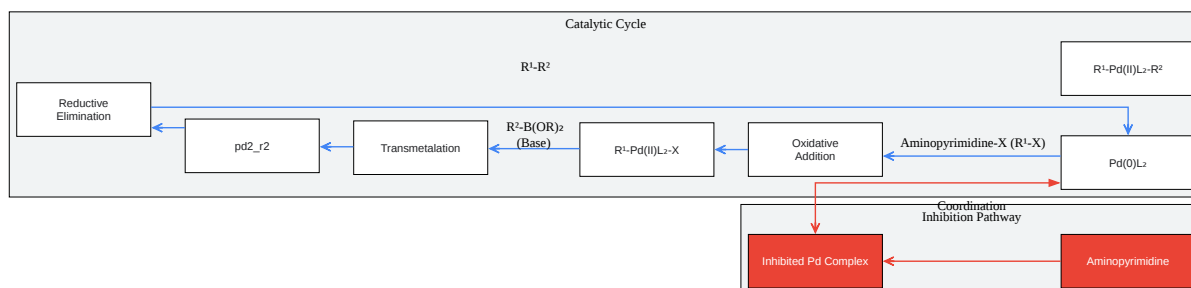 Catalytic Cycle
R¹-R²
R¹-Pd(II)L₂-R²
Reductive
Elimination
pd2_r2
Transmetalation
R²-B(OR)₂
(Base)
R¹-Pd(II)L₂-X
Oxidative
Addition
Aminopyrimidine-X (R¹-X)
Pd(0)L₂
Coordination
Inhibition Pathway
Inhibited Pd Complex
Aminopyrimidine